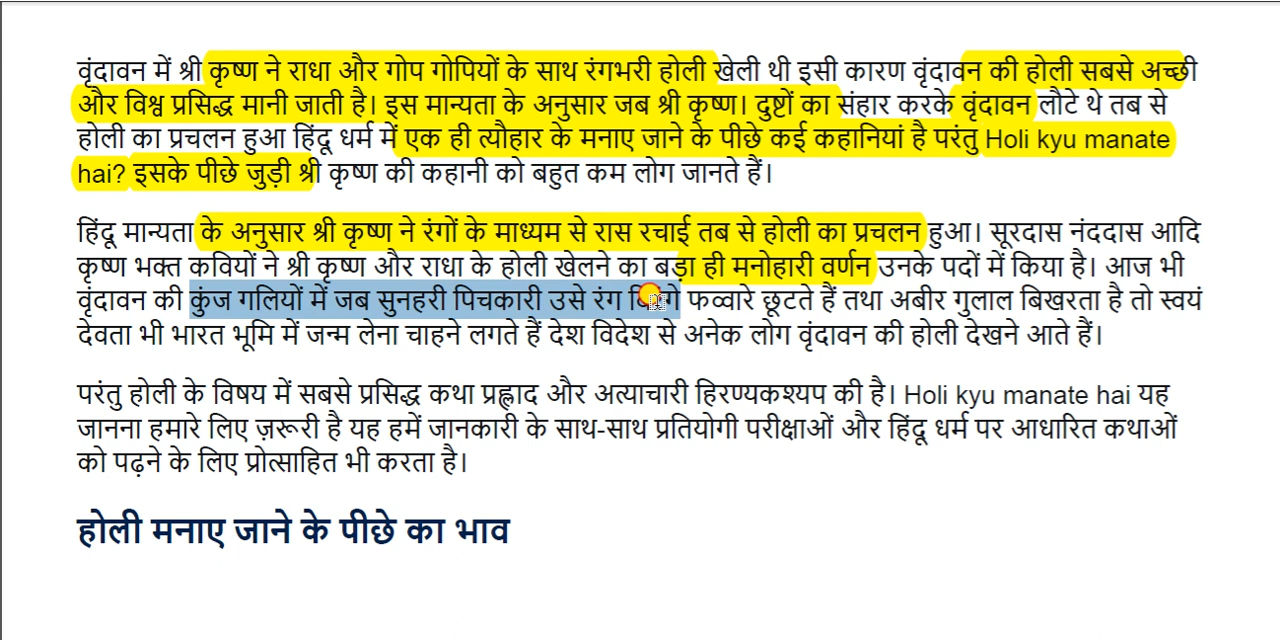 वृंदावन में श्री कृष्ण ने राधा और गोप गोपियों के साथ रंगभरी होली खेली थी इसी कारण वृंदावन की होली सबसे अच्छी
और विश्व प्रसिद्ध मानी जाती है। इस मान्यता के अनुसार जब श्री कृष्ण। दुष्टों का संहार करके वृंदावन लौटे थे तब से
होली का प्रचलन हुआ हिंदू धर्म में एक ही त्यौहार के मनाए जाने के पीछे कई कहानियां है परंतु Holi kyu manate
hai? इसके पीछे जुड़ी श्री कृष्ण की कहानी को बहुत कम लोग जानते हैं।
हिंदू मान्यता के अनुसार श्री कृष्ण ने रंगों के माध्यम से रास रचाई तब से होली का प्रचलन हुआ। सूरदास नंददास आदि
कृष्ण भक्त कवियों ने श्री कृष्ण और राधा के होली खेलने का बड़ा ही मनोहारी वर्णन उनके पदों में किया है। आज भी
वृंदावन की कुंज गलियों में जब सुनहरी पिचकारी उसे रंग फव्वारे छूटते हैं तथा अबीर गुलाल बिखरता है तो स्वयं
देवता भी भारत भूमि में जन्म लेना चाहने लगते हैं देश विदेश से अनेक लोग वृंदावन की होली देखने आते हैं।
परंतु होली के विषय में सबसे प्रसिद्ध कथा प्रह्लाद और अत्याचारी हिरण्यकश्यप की है। Holi kyu manate hai यह
जानना हमारे लिए ज़रूरी है यह हमें जानकारी के साथ-साथ प्रतियोगी परीक्षाओं और हिंदू धर्म पर आधारित कथाओं
को पढ़ने के लिए प्रोत्साहित भी करता है।
होली मनाए जाने के पीछे का भाव